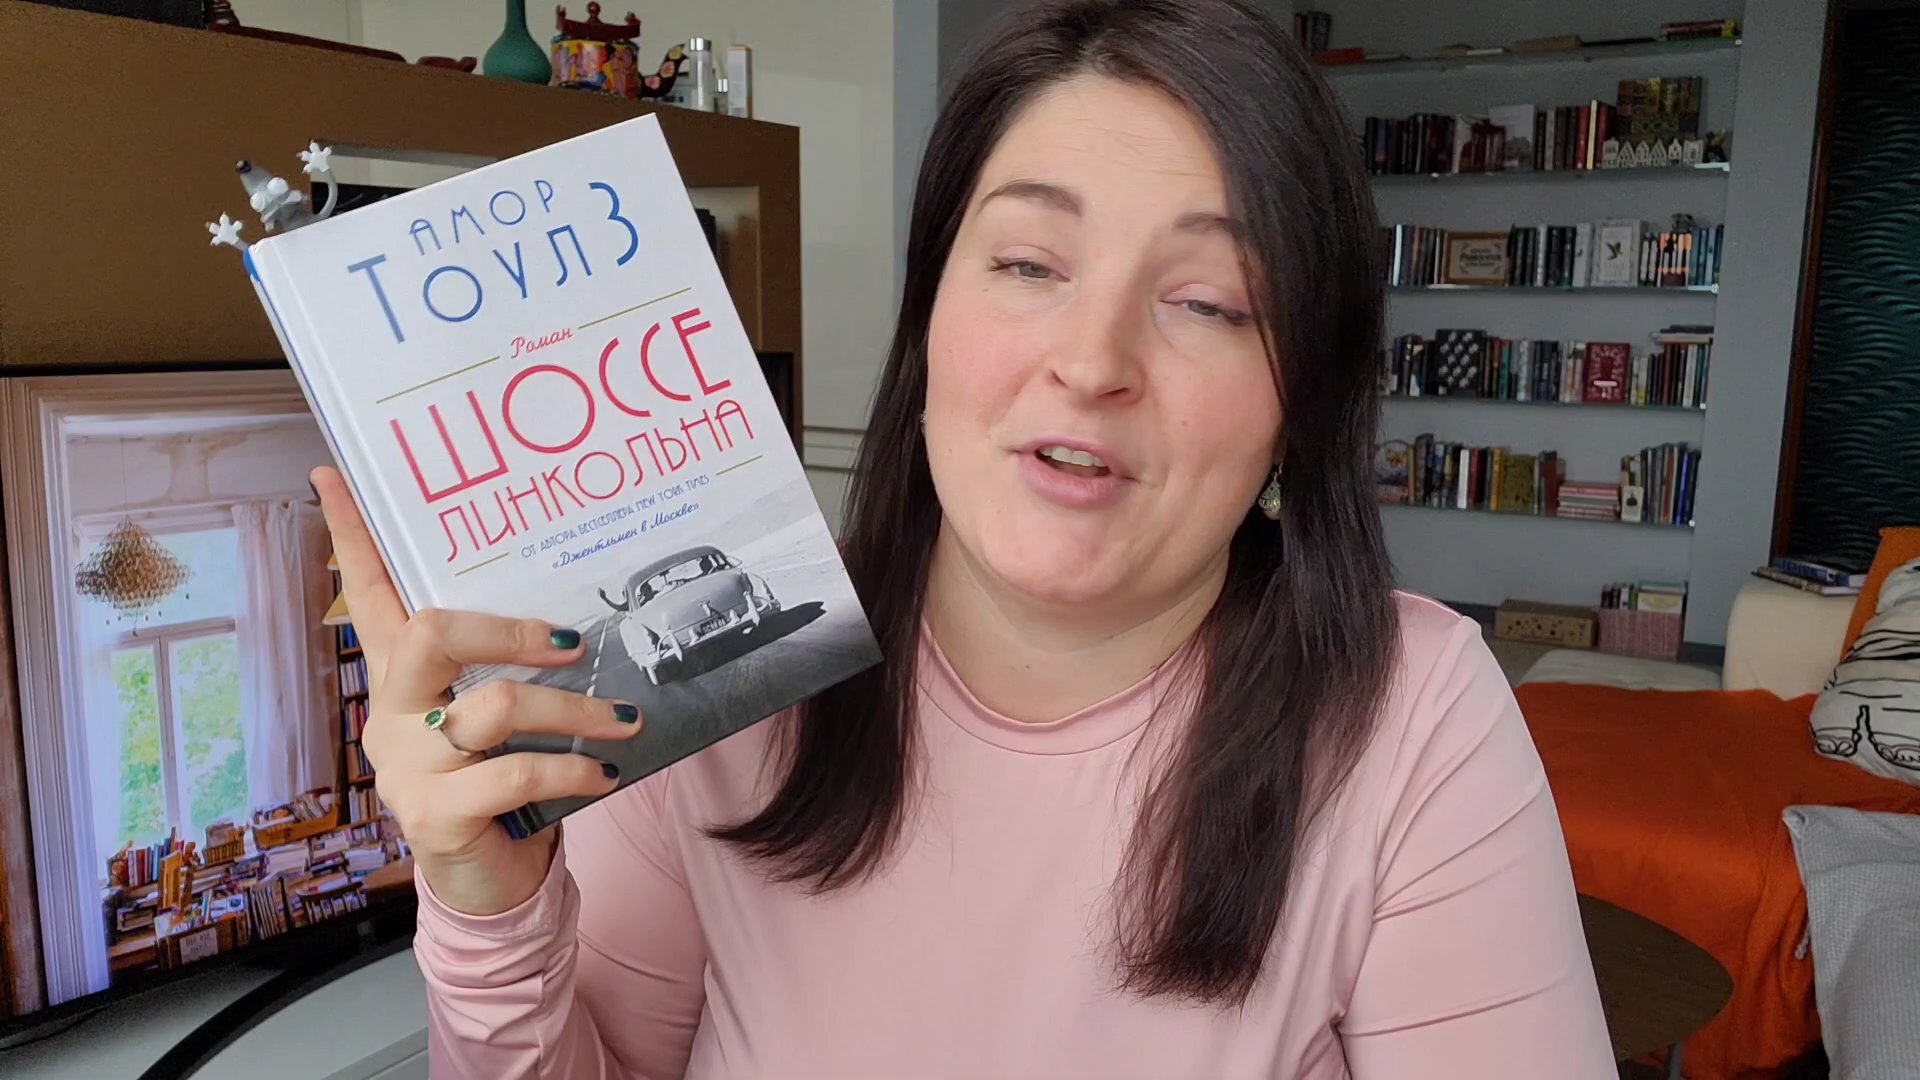 АМОР
ТОУЛЗ
Роман
ШОССЕ
ЛИНКОЛЬНА
ОТ АВТОРА БЕСТСЕЛЛЕРА NEW YORK TIMES
«Джентльмен в Москве»